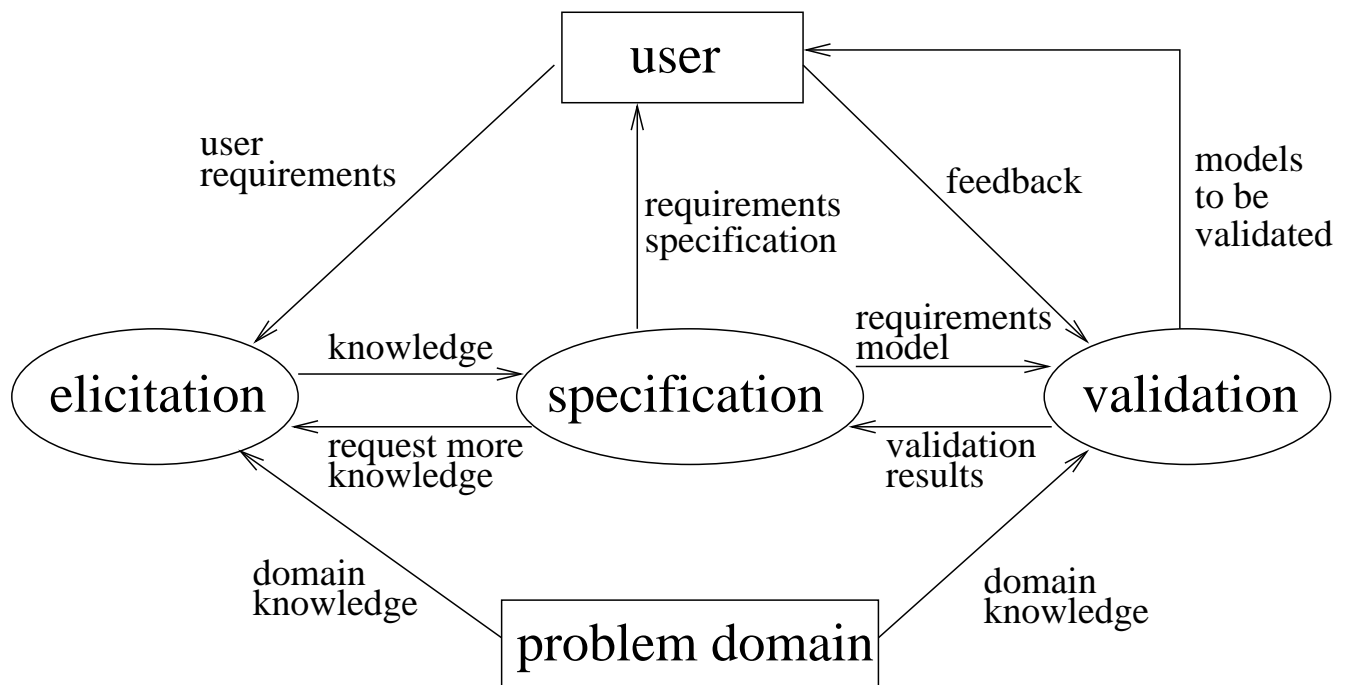 user
user
requirements
feedback
models
to be
validated
requirements
specification
knowledge
requirements
model
elicitation
specification
validation
request more
knowledge
validation
results
domain
knowledge
domain
knowledge
problem domain